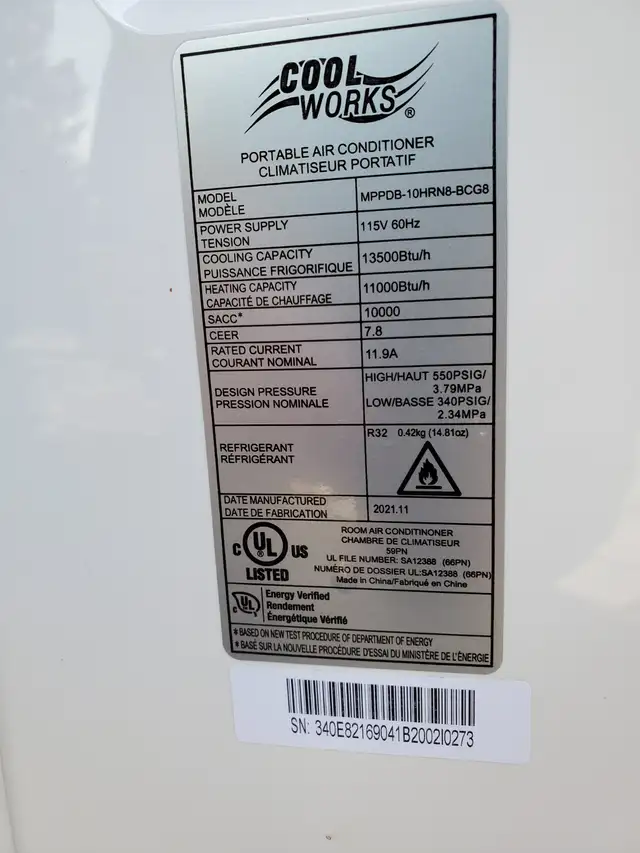 COOL
WORKS®
PORTABLE AIR CONDITIONER
CLIMATISEUR PORTATIF
MODEL
MODÈLE
MPPDB-10HRN8-BCG8
POWER SUPPLY
TENSION
115V 60Hz
COOLING CAPACITY
PUISSANCE FRIGORIFIQUE
13500Btu/h
HEATING CAPACITY
CAPACITÉ DE CHAUFFAGE
11000Btu/h
SACC*
10000
CEER
7.8
RATED CURRENT
COURANT NOMINAL
11.9A
DESIGN PRESSURE
PRESSION NOMINALE
HIGH/HAUT 550PSIG/
3.79MPa
LOW/BASSE 340PSIG/
2.34MPa
REFRIGERANT
RÉFRIGÉRANT
R32 0.42kg (14.81oz)
DATE MANUFACTURED
DATE DE FABRICATION
2021.11
C UL® US
LISTED
ROOM AIR CONDITINONER
CHAMBRE DE CLIMATISEUR
59PN
UL FILE NUMBER: SA12388 (66PN)
NUMÉRO DE DOSSIER UL:SA12388 (66PN)
Made in China/Fabriqué en Chine
C UL US
Energy Verified
Rendement
Énergétique Vérifié
* BASED ON NEW TEST PROCEDURE OF DEPARTMENT OF ENERGY
* BASÉ SUR LA NOUVELLE PROCÉDURE D'ESSAI DU MINISTÈRE DE L'ÉNERGIE
SN: 340E82169041B2002I0273